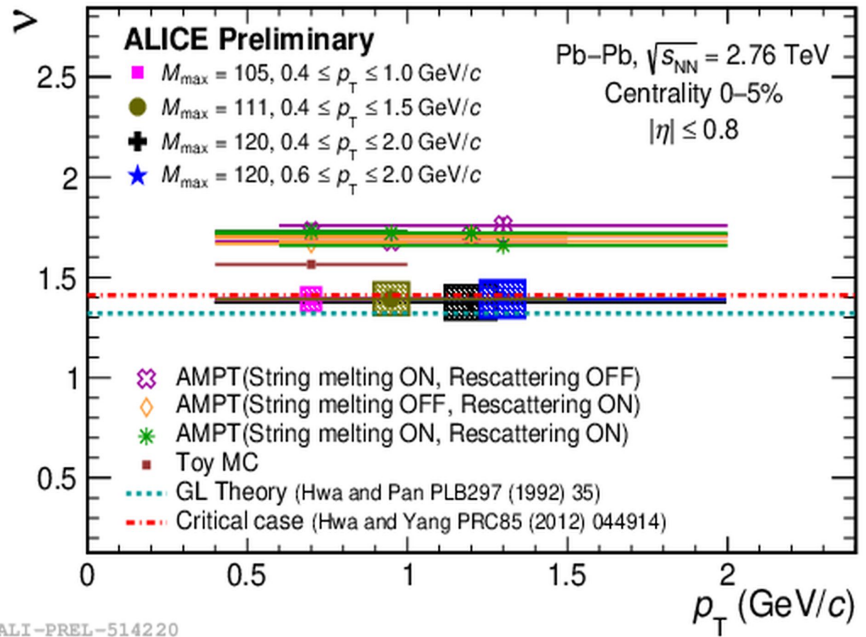 ν
ALICE Preliminary
M_max = 105, 0.4 ≤ p_T ≤ 1.0 GeV/c
M_max = 111, 0.4 ≤ p_T ≤ 1.5 GeV/c
M_max = 120, 0.4 ≤ p_T ≤ 2.0 GeV/c
M_max = 120, 0.6 ≤ p_T ≤ 2.0 GeV/c
Pb–Pb, √s_NN = 2.76 TeV
Centrality 0–5%
|η| ≤ 0.8
2.5
2
1.5
1
0.5
AMPT(String melting ON, Rescattering OFF)
AMPT(String melting OFF, Rescattering ON)
AMPT(String melting ON, Rescattering ON)
Toy MC
GL Theory (Hwa and Pan PLB297 (1992) 35)
Critical case (Hwa and Yang PRC85 (2012) 044914)
0 0.5 1 1.5 2
p_T (GeV/c)
ALI-PREL-514220